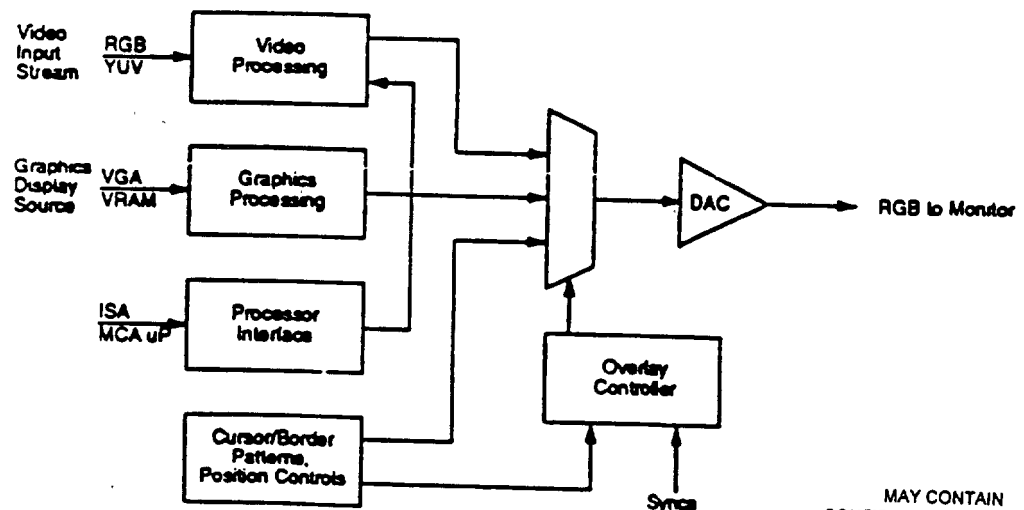 Video
Input
Stream
RGB
YUV
Video
Processing
Graphics
Display
Source
VGA
VRAM
Graphics
Processing
DAC
RGB to Monitor
ISA
MCA uP
Processor
Interface
Overlay
Controller
Cursor/Border
Patterns,
Position Controls
Syncs
MAY CONTAIN